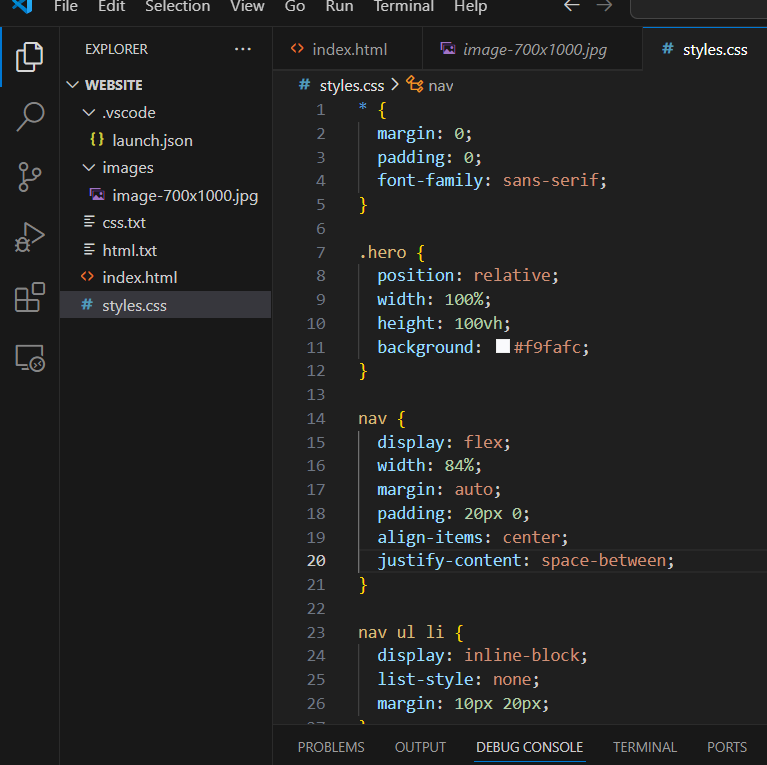 File Edit Selection View Go Run Terminal Help
EXPLORER ...
WEBSITE
.vscode
{} launch.json
images
image-700x1000.jpg
css.txt
html.txt
<> index.html
# styles.css
<> index.html image-700x1000.jpg # styles.css
# styles.css > nav
1 * {
2 margin: 0;
3 padding: 0;
4 font-family: sans-serif;
5 }
6
7 .hero {
8 position: relative;
9 width: 100%;
10 height: 100vh;
11 background: #f9fafc;
12 }
13
14 nav {
15 display: flex;
16 width: 84%;
17 margin: auto;
18 padding: 20px 0;
19 align-items: center;
20 justify-content: space-between;
21 }
22
23 nav ul li {
24 display: inline-block;
25 list-style: none;
26 margin: 10px 20px;
27 }
PROBLEMS OUTPUT DEBUG CONSOLE TERMINAL PORTS